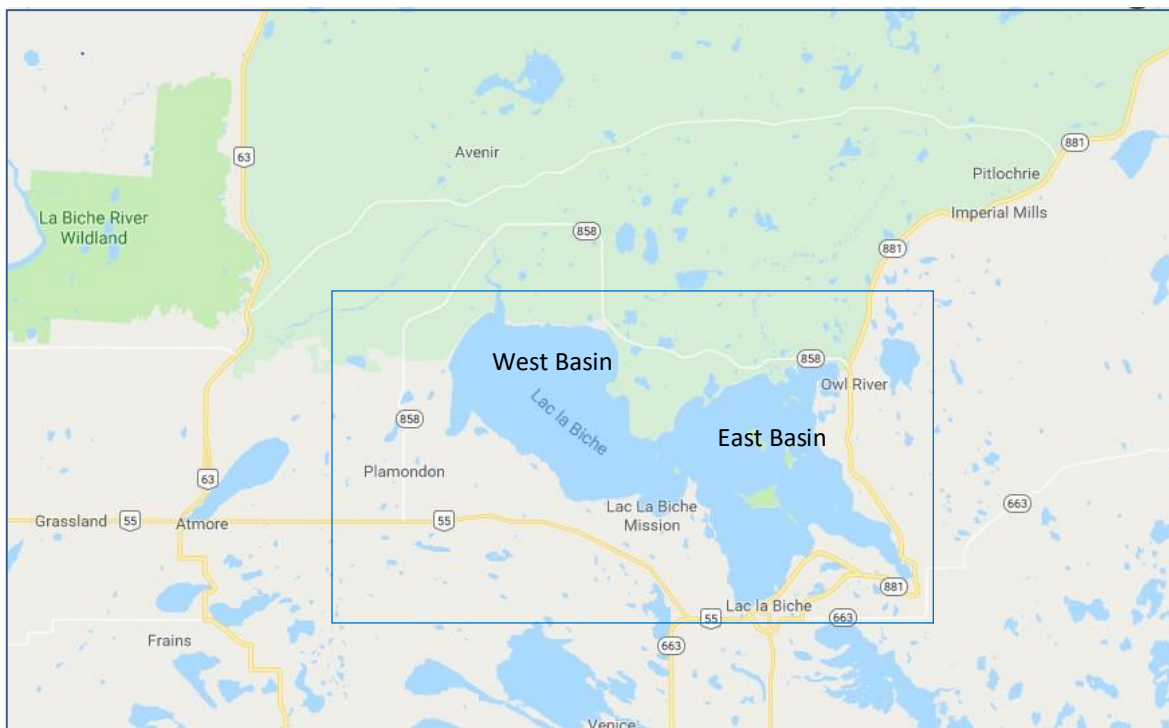 63
Avenir
881
Pitlochrie
La Biche River
Wildland
Imperial Mills
858
881
West Basin
858
Owl River
Lac la Biche
858
East Basin
Plamondon
63
Lac La Biche
Mission
663
Grassland
55
Atmore
55
881
Lac la Biche
55
663
Frains
663
Venice